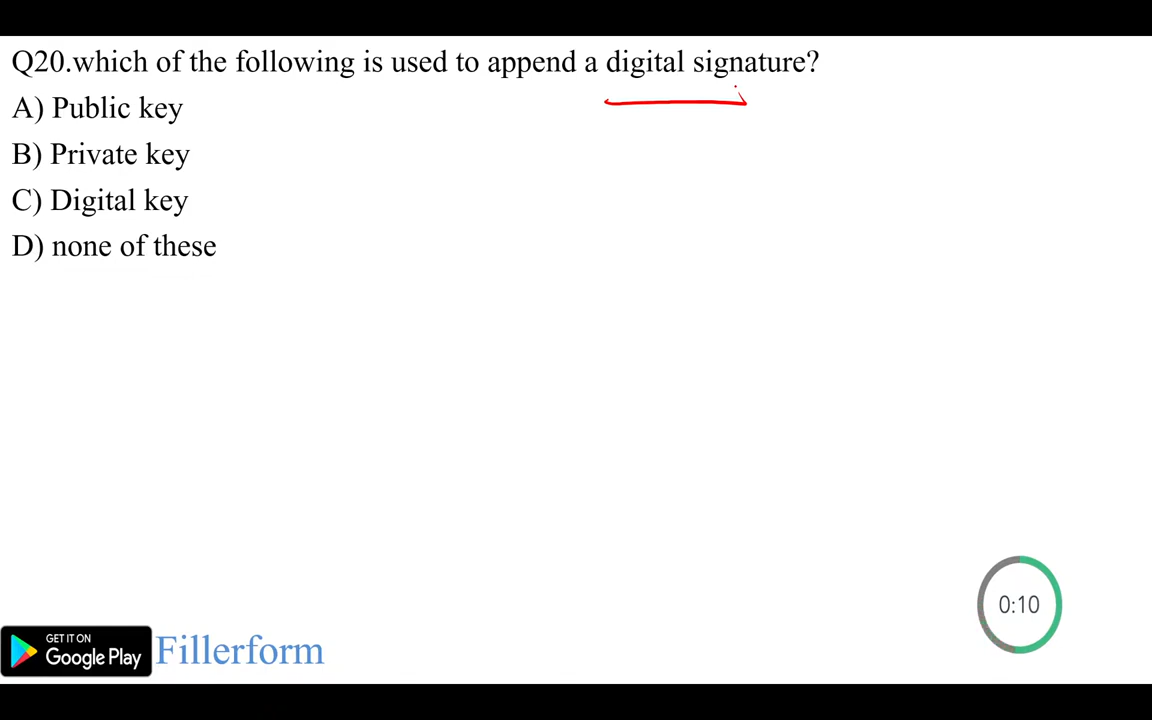 Q20.which of the following is used to append a digital signature?
A) Public key
B) Private key
C) Digital key
D) none of these
0:10
GET IT ON
Google Play
Fillerform